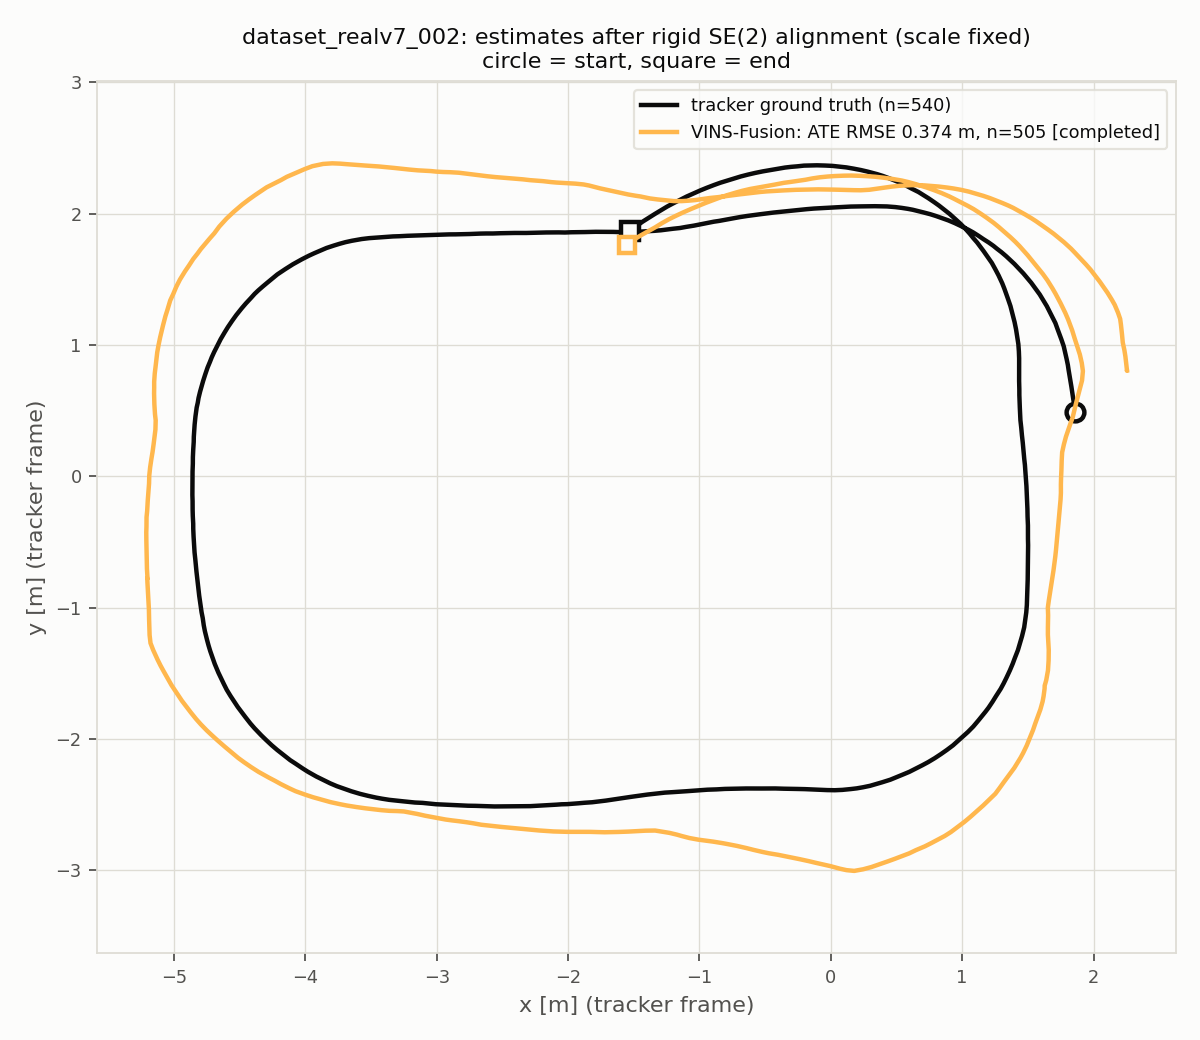 dataset_realv7_002: estimates after rigid SE(2) alignment (scale fixed)
circle = start, square = end
tracker ground truth (n=540)
VINS-Fusion: ATE RMSE 0.374 m, n=505 [completed]
y [m] (tracker frame)
3
2
1
0
−1
−2
−3
−5 −4 −3 −2 −1 0 1 2
x [m] (tracker frame)